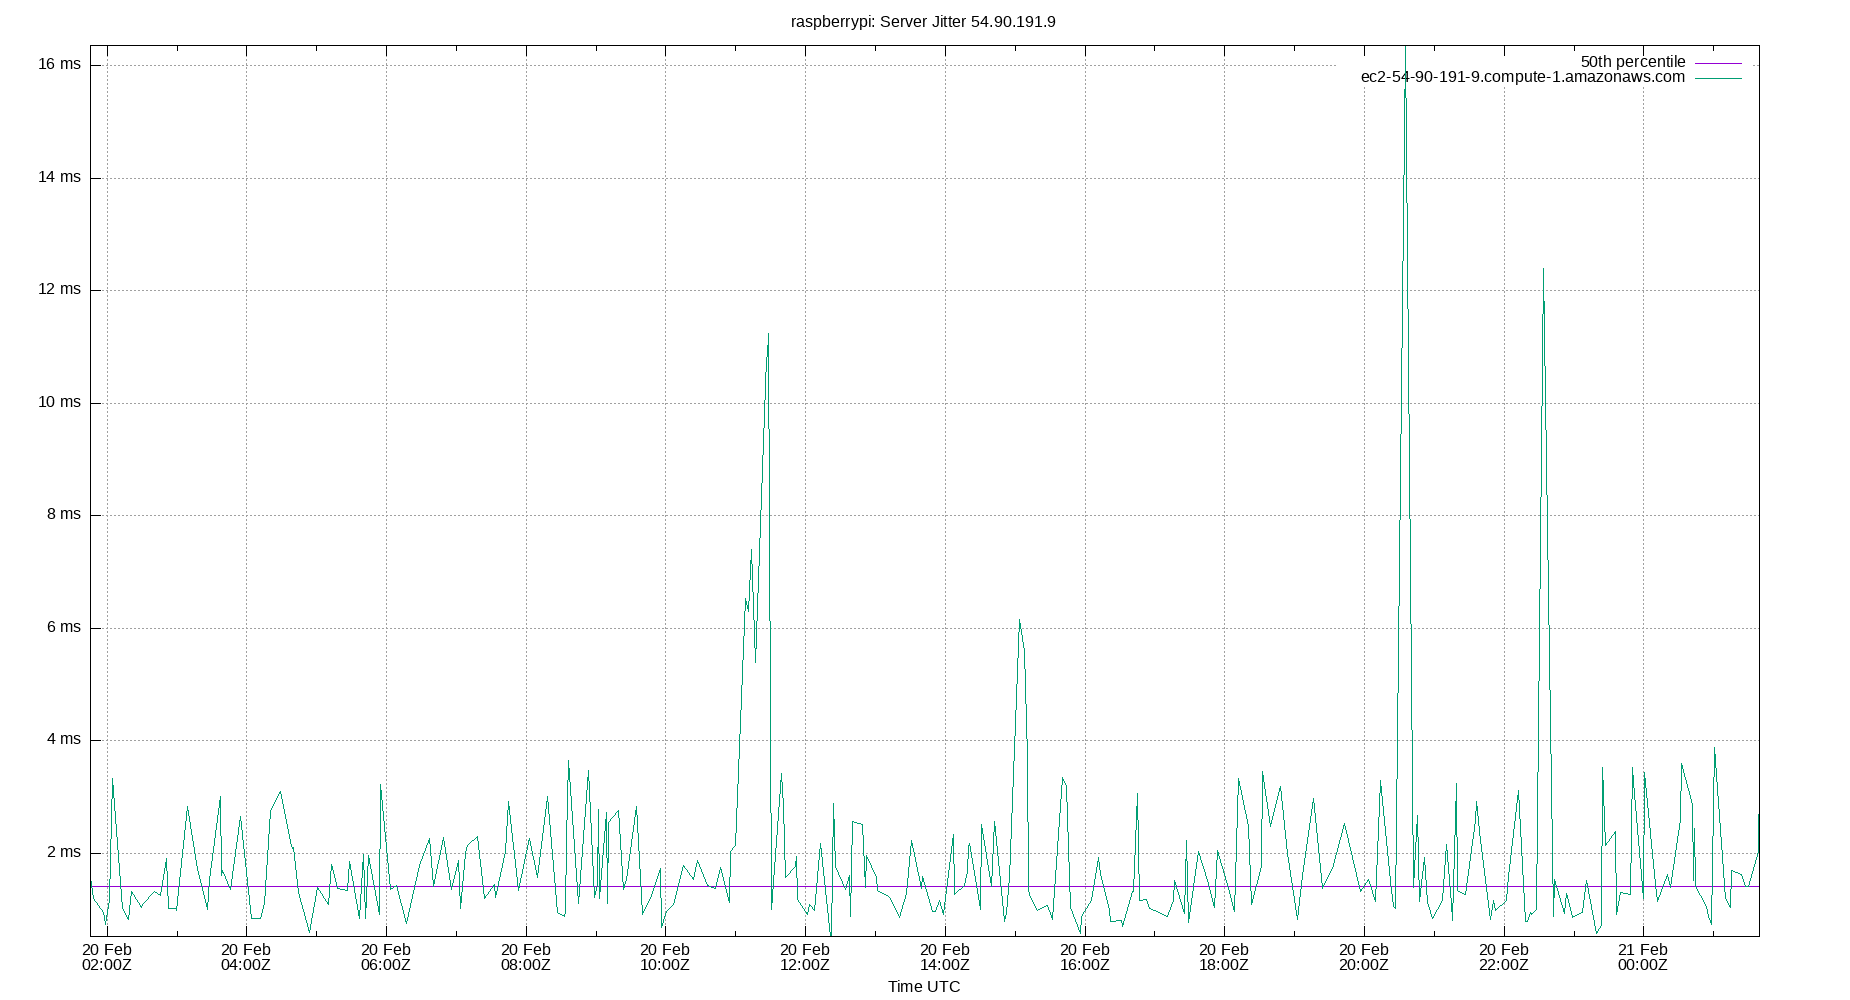 raspberrypi: Server Jitter 54.90.191.9
16 ms
14 ms
12 ms
10 ms
8 ms
6 ms
4 ms
2 ms
50th percentile
ec2-54-90-191-9.compute-1.amazonaws.com
20 Feb 20 Feb 20 Feb 20 Feb 20 Feb 20 Feb 20 Feb 20 Feb 20 Feb 20 Feb 20 Feb 21 Feb
02:00Z 04:00Z 06:00Z 08:00Z 10:00Z 12:00Z 14:00Z 16:00Z 18:00Z 20:00Z 22:00Z 00:00Z
Time UTC